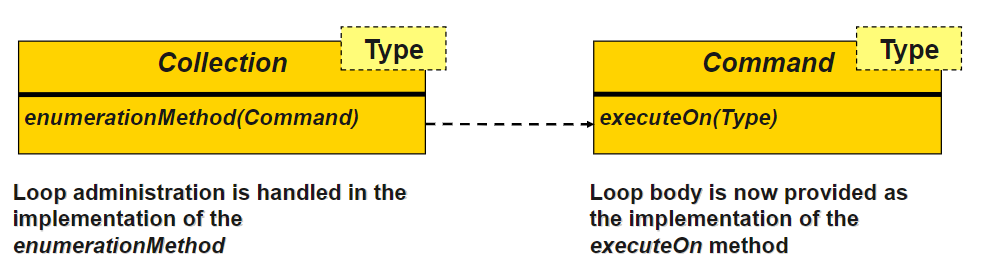 Collection
Type
enumerationMethod(Command)
Loop administration is handled in the
implementation of the
enumerationMethod
Command
Type
executeOn(Type)
Loop body is now provided as
the implementation of the
executeOn method